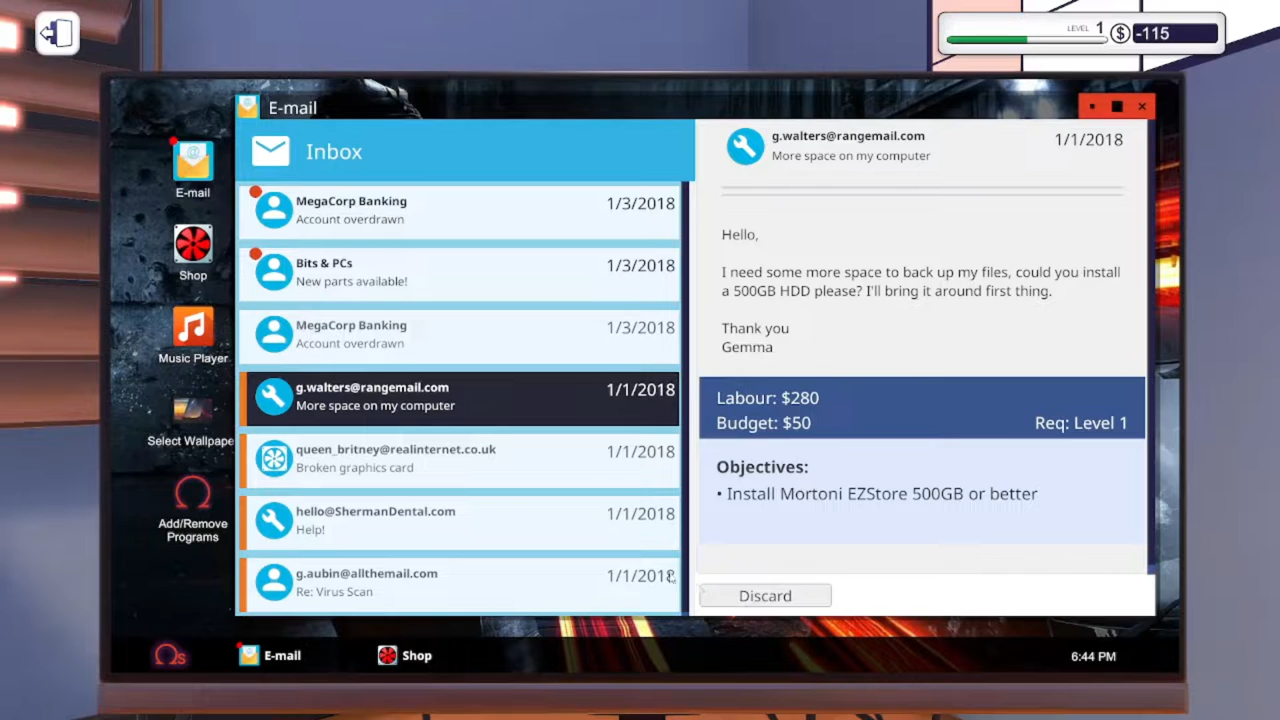 LEVEL 1 $ -115
E-mail
Inbox
MegaCorp Banking 1/3/2018
Account overdrawn
Bits & PCs 1/3/2018
New parts available!
MegaCorp Banking 1/3/2018
Account overdrawn
g.walters@rangemail.com 1/1/2018
More space on my computer
queen_britney@realinternet.co.uk 1/1/2018
Broken graphics card
hello@ShermanDental.com 1/1/2018
Help!
g.aubin@allthemail.com 1/1/2018
Re: Virus Scan
g.walters@rangemail.com 1/1/2018
More space on my computer
Hello,
I need some more space to back up my files, could you install
a 500GB HDD please? I'll bring it around first thing.
Thank you
Gemma
Labour: $280
Budget: $50 Req: Level 1
Objectives:
• Install Mortoni EZStore 500GB or better
Discard
E-mail
Shop
Music Player
Select Wallpape
Add/Remove
Programs
Ωs E-mail Shop 6:44 PM